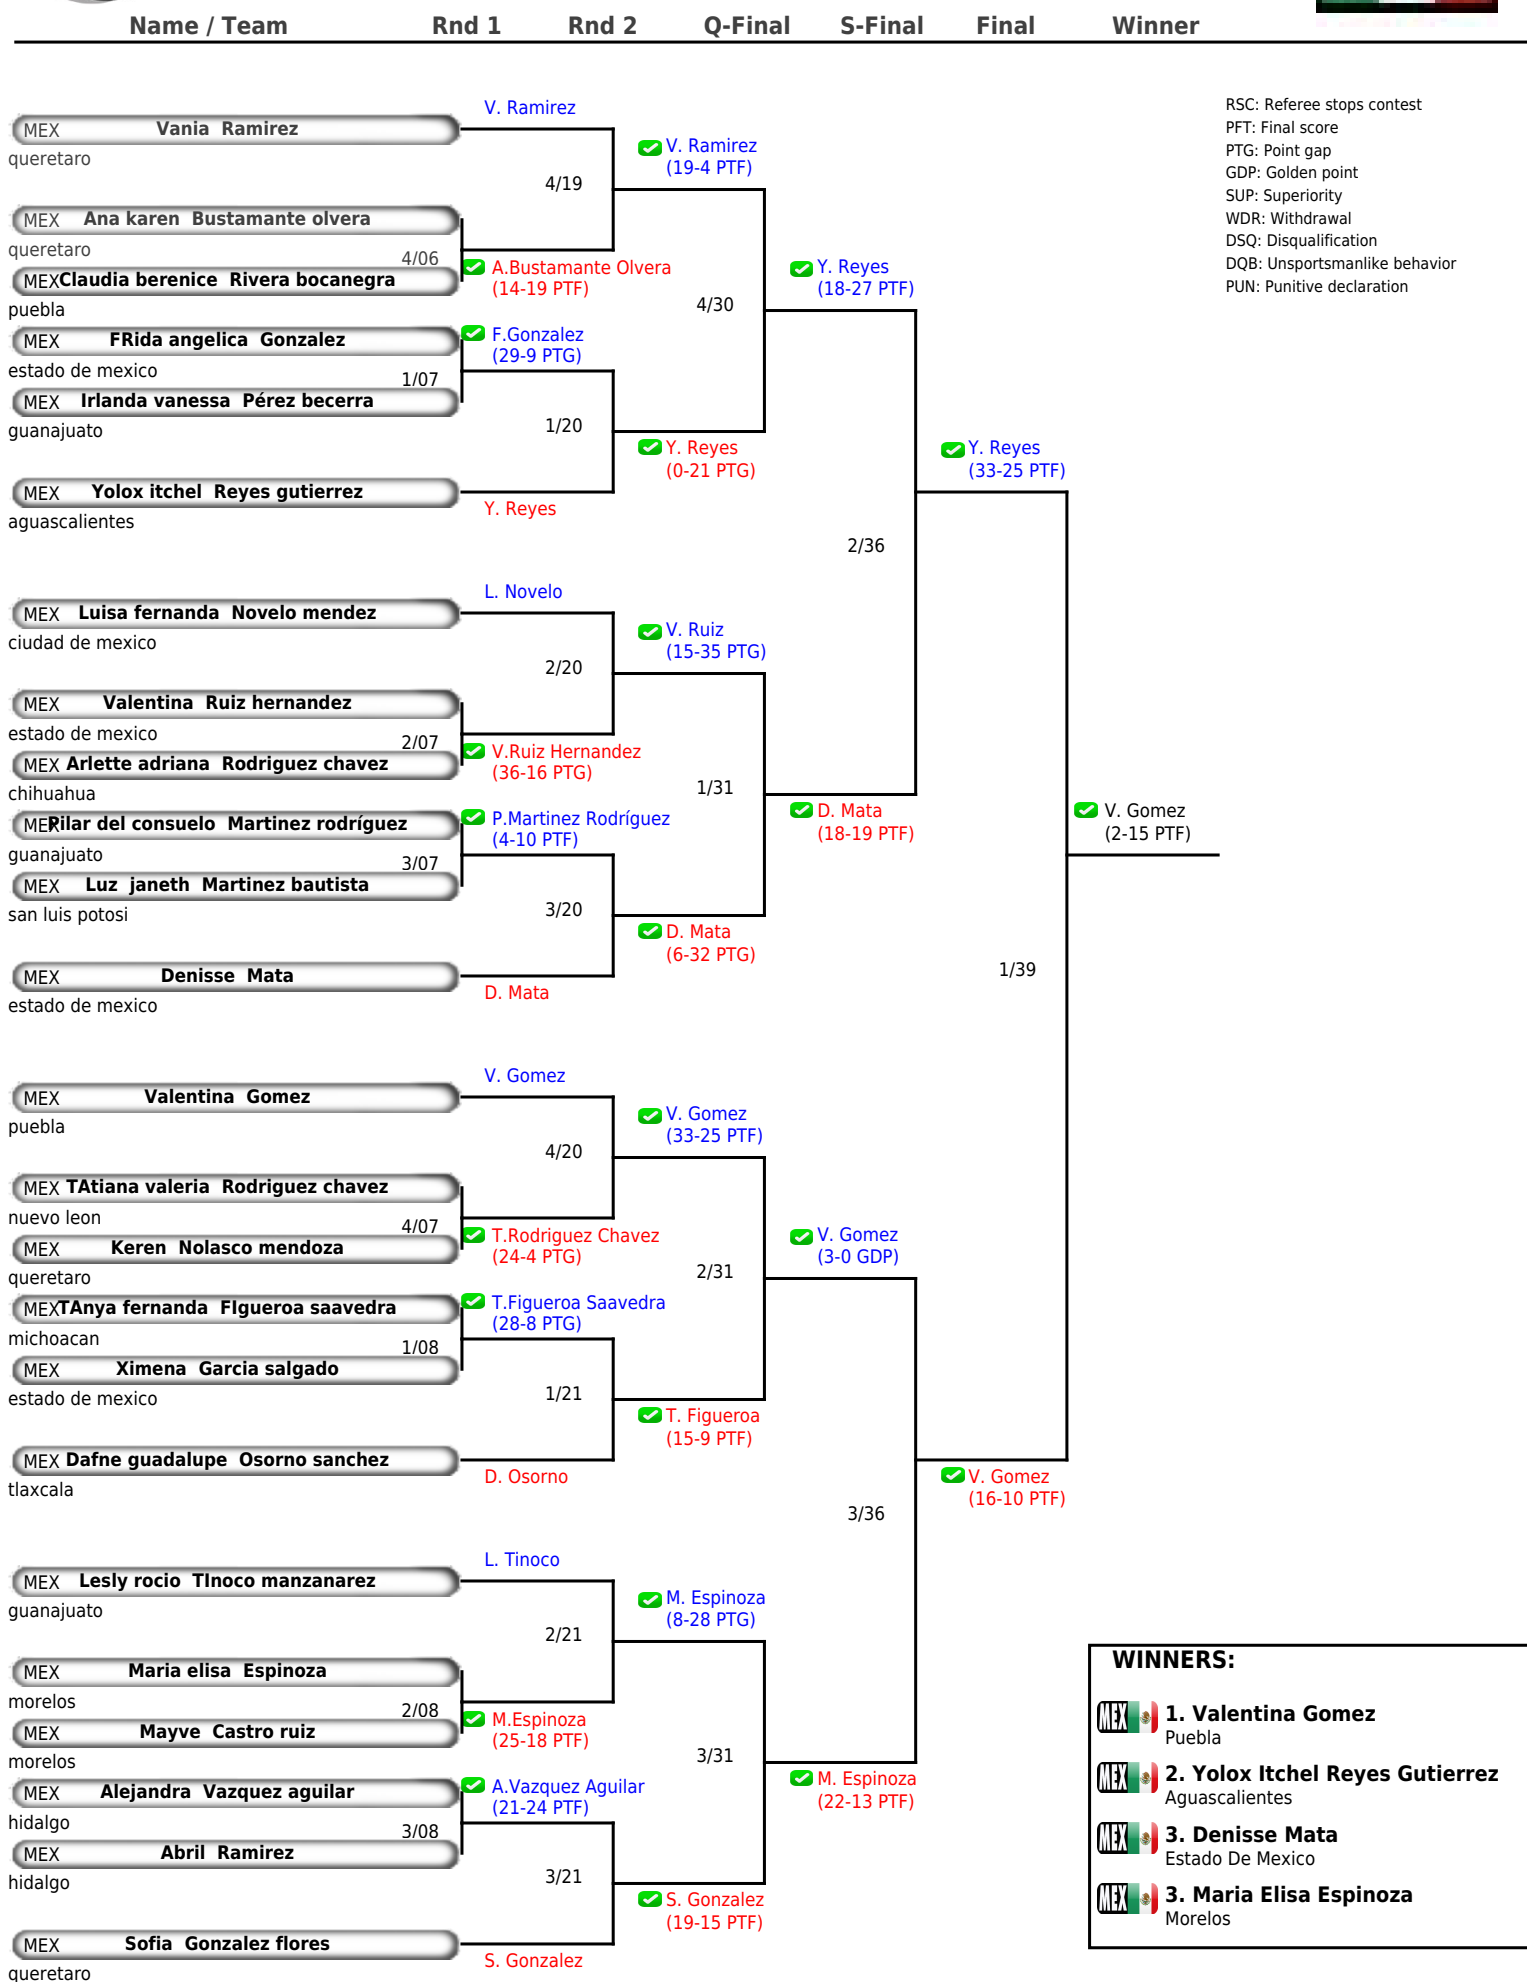 Name / Team Rnd 1 Rnd 2 Q-Final S-Final Final Winner
RSC: Referee stops contest
PFT: Final score
PTG: Point gap
GDP: Golden point
SUP: Superiority
WDR: Withdrawal
DSQ: Disqualification
DQB: Unsportsmanlike behavior
PUN: Punitive declaration
V. Ramirez
MEX Vania Ramirez
queretaro
V. Ramirez
(19-4 PTF)
4/19
MEX Ana karen Bustamante olvera
queretaro
4/06
A.Bustamante Olvera
(14-19 PTF)
MEX Claudia berenice Rivera bocanegra
puebla
Y. Reyes
(18-27 PTF)
4/30
MEX FRida angelica Gonzalez
estado de mexico
F.Gonzalez
(29-9 PTG)
1/07
MEX Irlanda vanessa Pérez becerra
guanajuato
1/20
Y. Reyes
(0-21 PTG)
Y. Reyes
(33-25 PTF)
MEX Yolox itchel Reyes gutierrez
aguascalientes
Y. Reyes
2/36
L. Novelo
MEX Luisa fernanda Novelo mendez
ciudad de mexico
V. Ruiz
(15-35 PTG)
2/20
MEX Valentina Ruiz hernandez
estado de mexico
2/07
V.Ruiz Hernandez
(36-16 PTG)
MEX Arlette adriana Rodriguez chavez
chihuahua
1/31
MEX Pilar del consuelo Martinez rodríguez
guanajuato
P.Martinez Rodríguez
(4-10 PTF)
D. Mata
(18-19 PTF)
V. Gomez
(2-15 PTF)
3/07
MEX Luz janeth Martinez bautista
san luis potosi
3/20
D. Mata
(6-32 PTG)
MEX Denisse Mata
estado de mexico
D. Mata
1/39
V. Gomez
MEX Valentina Gomez
puebla
V. Gomez
(33-25 PTF)
4/20
MEX TAtiana valeria Rodriguez chavez
nuevo leon
4/07
T.Rodriguez Chavez
(24-4 PTG)
MEX Keren Nolasco mendoza
queretaro
V. Gomez
(3-0 GDP)
2/31
MEX TAnya fernanda FIgueroa saavedra
michoacan
T.Figueroa Saavedra
(28-8 PTG)
1/08
MEX Ximena Garcia salgado
estado de mexico
1/21
T. Figueroa
(15-9 PTF)
MEX Dafne guadalupe Osorno sanchez
tlaxcala
D. Osorno
V. Gomez
(16-10 PTF)
3/36
L. Tinoco
MEX Lesly rocio TInoco manzanarez
guanajuato
M. Espinoza
(8-28 PTG)
2/21
MEX Maria elisa Espinoza
morelos
2/08
M.Espinoza
(25-18 PTF)
MEX Mayve Castro ruiz
morelos
3/31
MEX Alejandra Vazquez aguilar
hidalgo
A.Vazquez Aguilar
(21-24 PTF)
M. Espinoza
(22-13 PTF)
3/08
MEX Abril Ramirez
hidalgo
3/21
S. Gonzalez
(19-15 PTF)
MEX Sofia Gonzalez flores
queretaro
S. Gonzalez
WINNERS:
MEX 1. Valentina Gomez
Puebla
MEX 2. Yolox Itchel Reyes Gutierrez
Aguascalientes
MEX 3. Denisse Mata
Estado De Mexico
MEX 3. Maria Elisa Espinoza
Morelos